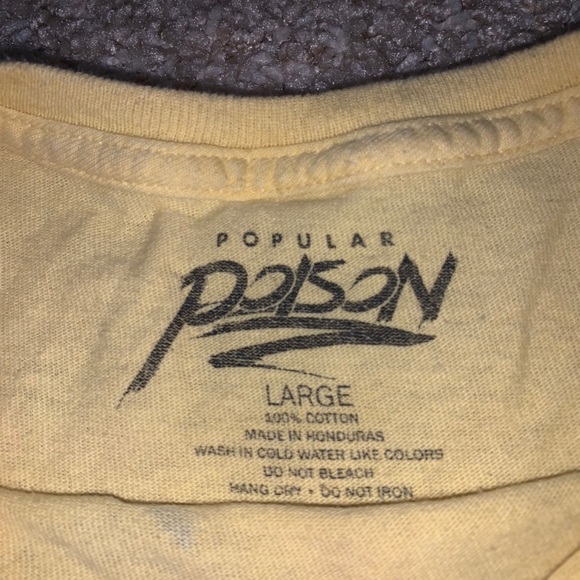 POPULAR
POISON
LARGE
100% COTTON
MADE IN HONDURAS
WASH IN COLD WATER LIKE COLORS
DO NOT BLEACH
HANG DRY • DO NOT IRON